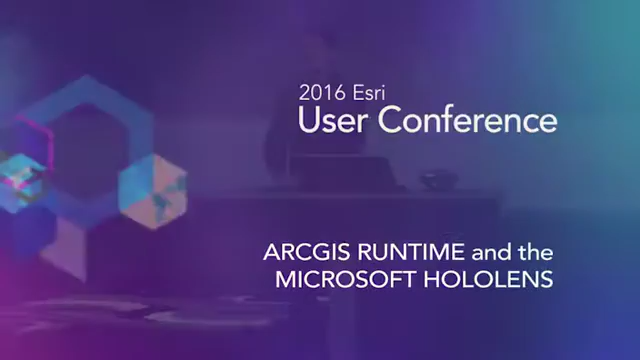 2016 Esri
User Conference
ARCGIS RUNTIME and the
MICROSOFT HOLOLENS